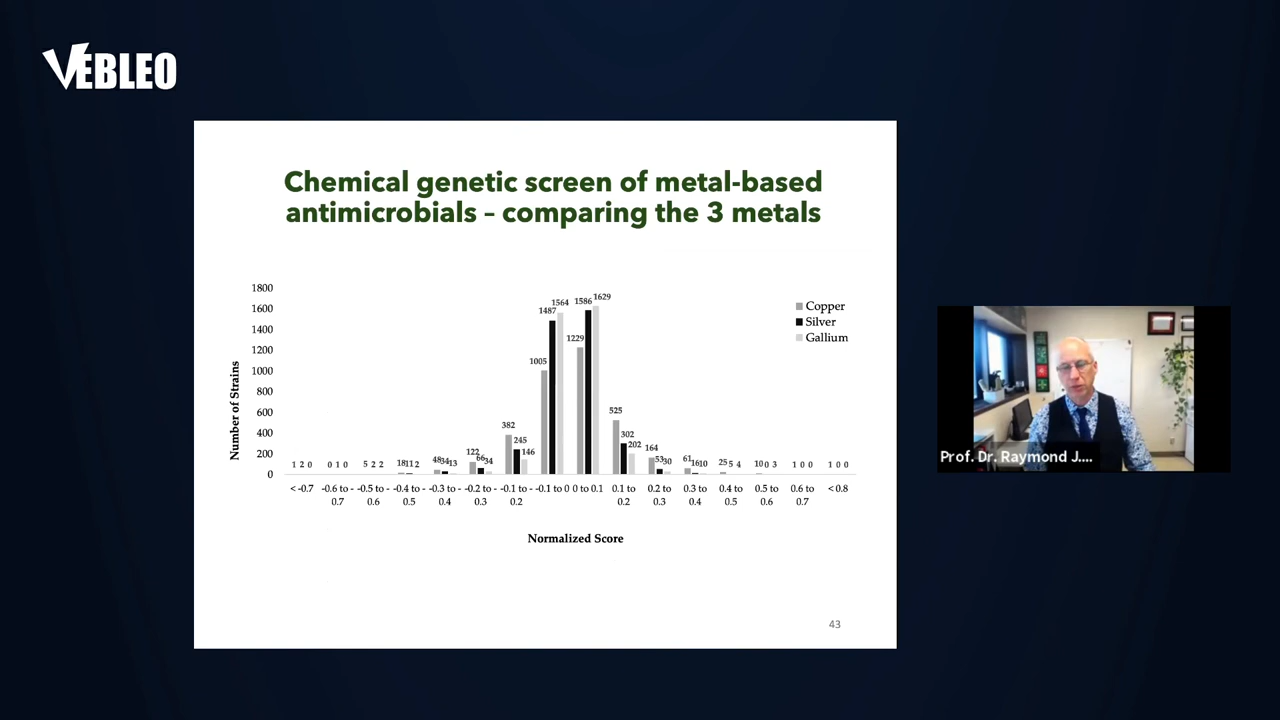 VEBLEO
Chemical genetic screen of metal-based
antimicrobials – comparing the 3 metals
1800
1600
1400
1200
1000
800
600
400
200
0
Number of Strains
1 2 0
0 1 0
5 2 2
18 11 2
48 34 13
122 66 34
382 245 146
1005 1487 1564
1229 1586 1629
525 302 202
164 53 30
61 16 10
25 5 4
10 0 3
1 0 0
1 0 0
Copper
Silver
Gallium
< -0.7
-0.6 to -
0.7
-0.5 to -
0.6
-0.4 to -
0.5
-0.3 to -
0.4
-0.2 to -
0.3
-0.1 to -
0.2
-0.1 to 0
0 to 0.1
0.1 to
0.2
0.2 to
0.3
0.3 to
0.4
0.4 to
0.5
0.5 to
0.6
0.6 to
0.7
< 0.8
Normalized Score
43
Prof. Dr. Raymond J....